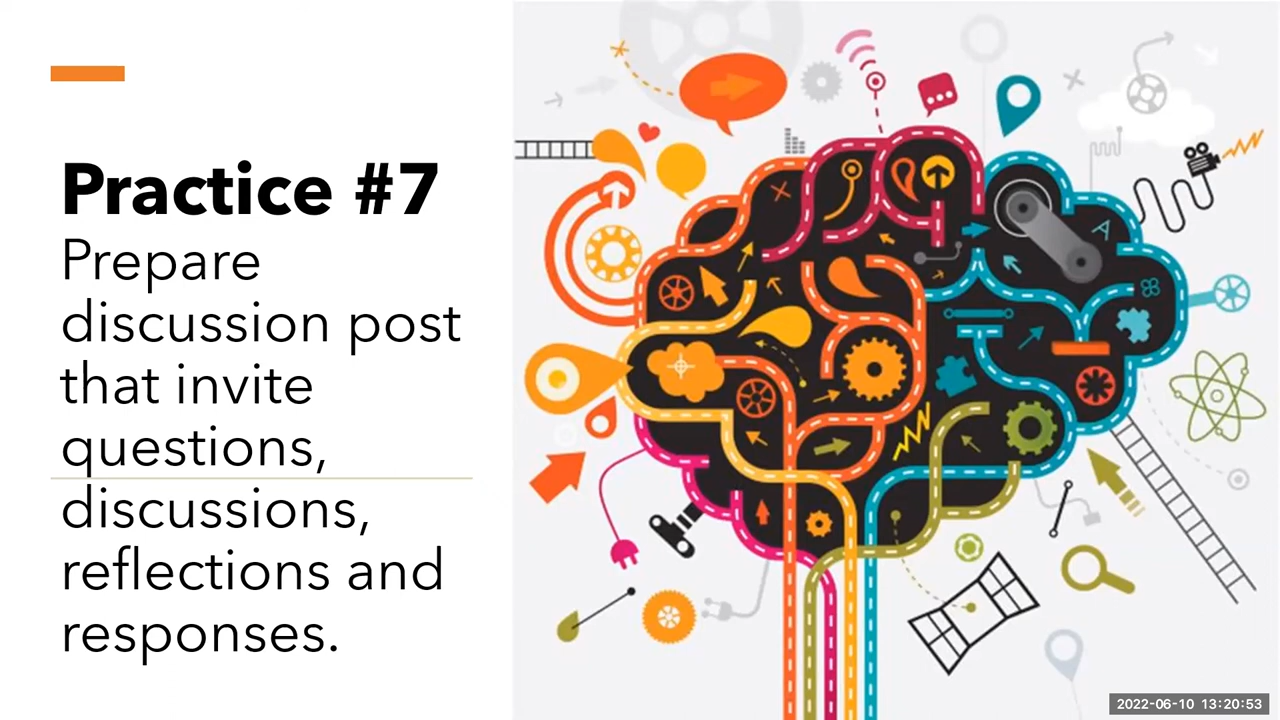 Practice #7
Prepare
discussion post
that invite
questions,
discussions,
reflections and
responses.
A
2022-06-10 13:20:53